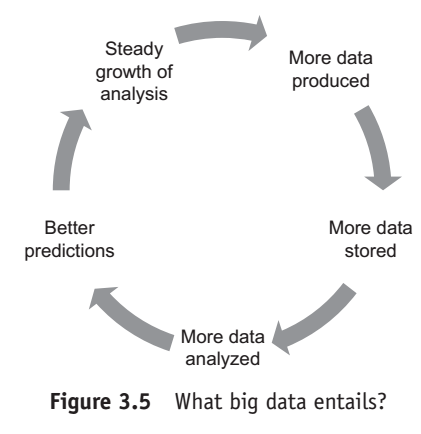 Steady
growth of
analysis
More data
produced
More data
stored
More data
analyzed
Better
predictions
Figure 3.5 What big data entails?